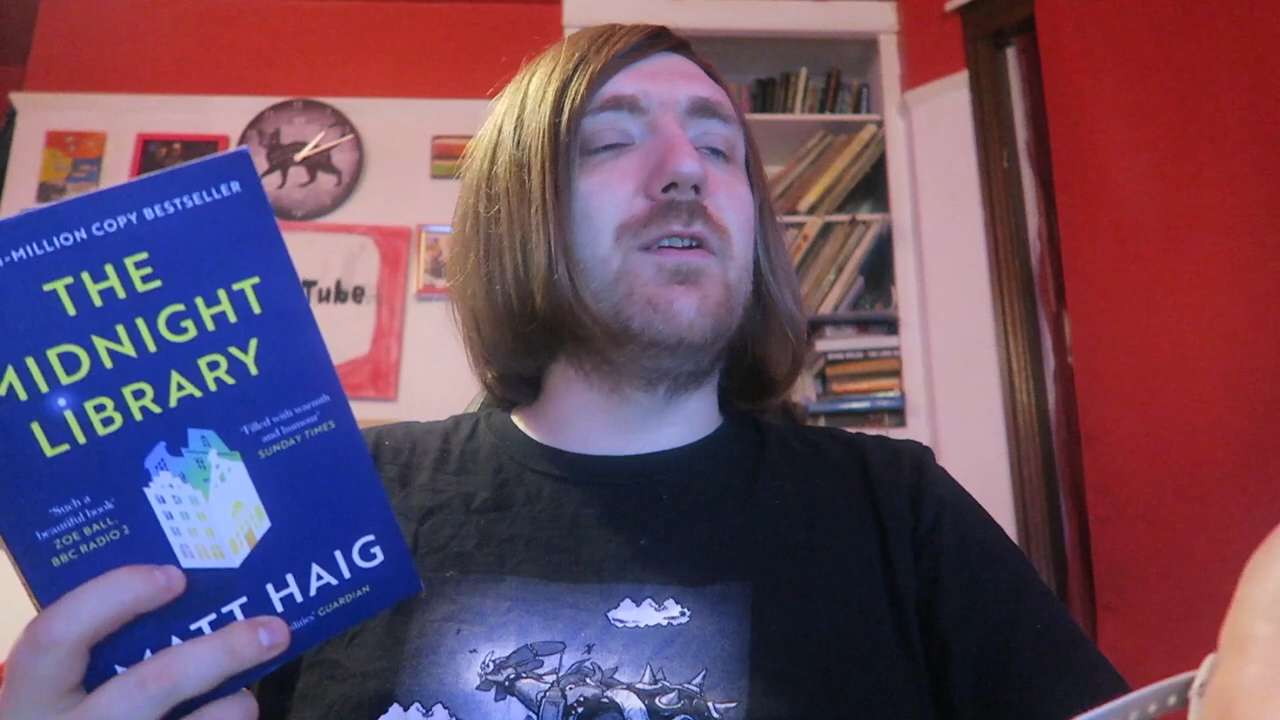 -MILLION COPY BESTSELLER
THE
MIDNIGHT
LIBRARY
'Filled with warmth
and humour'
SUNDAY TIMES
'Such a
beautiful book'
ZOE BALL,
BBC RADIO 2
MATT HAIG
GUARDIAN
Tube